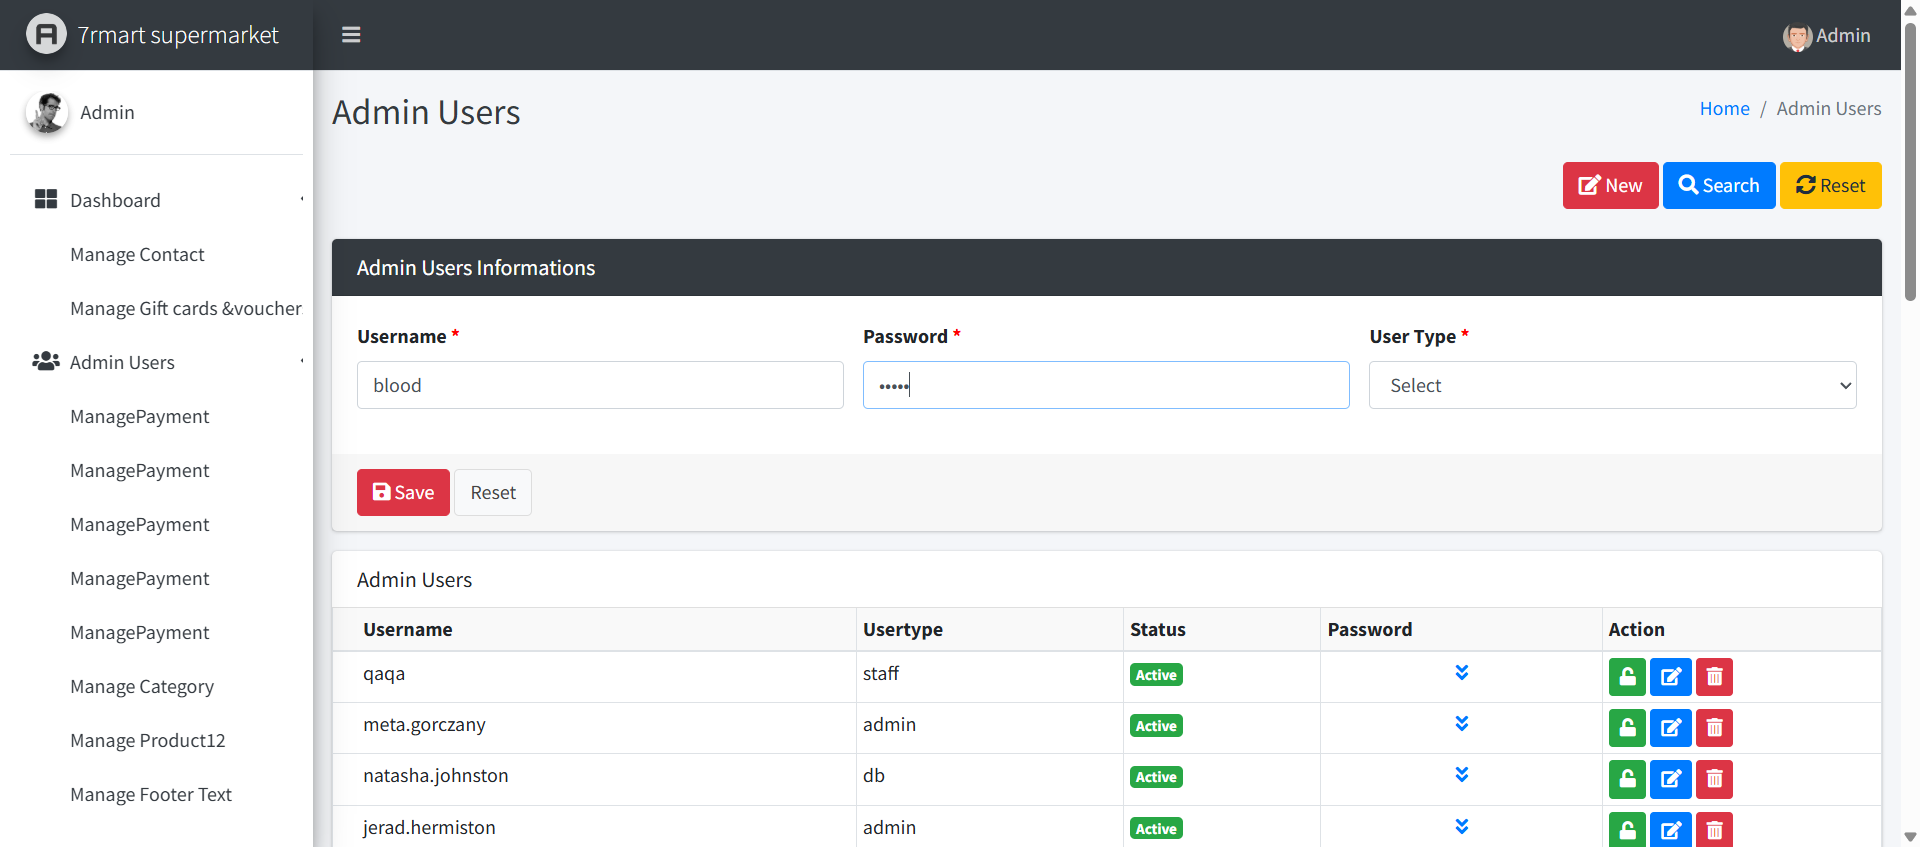 7rmart supermarket
Admin
Admin
Dashboard
Manage Contact
Manage Gift cards &voucher
Admin Users
ManagePayment
ManagePayment
ManagePayment
ManagePayment
ManagePayment
Manage Category
Manage Product12
Manage Footer Text
Admin Users
Home / Admin Users
New Search Reset
Admin Users Informations
Username * Password * User Type *
blood ••••• Select
Save Reset
Admin Users
Username Usertype Status Password Action
qaqa staff Active
meta.gorczany admin Active
natasha.johnston db Active
jerad.hermiston admin Active